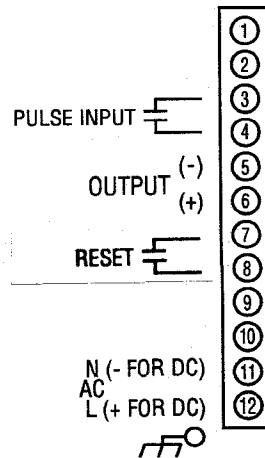 1
2
PULSE INPUT 3
4
OUTPUT (-) 5
(+) 6
7
RESET
8
9
10
N (- FOR DC) 11
AC
L (+ FOR DC) 12